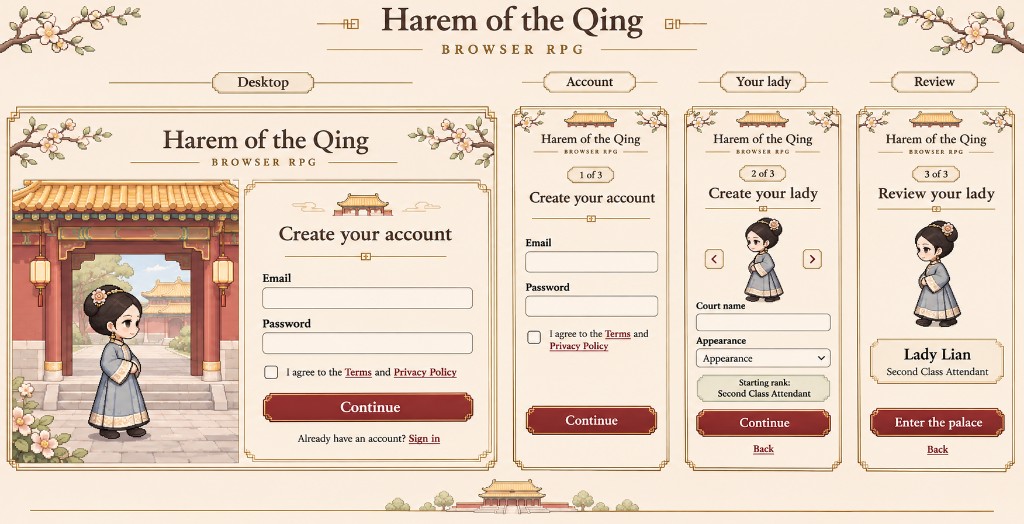 Harem of the Qing
BROWSER RPG
Desktop
Harem of the Qing
BROWSER RPG
Create your account
Email
Password
I agree to the Terms and Privacy Policy
Continue
Already have an account? Sign in
Account
Harem of the Qing
BROWSER RPG
1 of 3
Create your account
Email
Password
I agree to the Terms and
Privacy Policy
Continue
Your lady
Harem of the Qing
BROWSER RPG
2 of 3
Create your lady
Court name
Appearance
Appearance
Starting rank:
Second Class Attendant
Continue
Back
Review
Harem of the Qing
BROWSER RPG
3 of 3
Review your lady
Lady Lian
Second Class Attendant
Enter the palace
Back